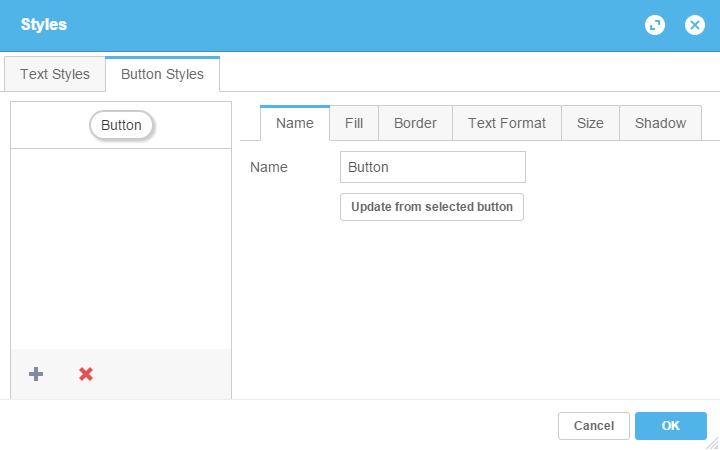 Styles
Text Styles
Button Styles
Button
Name
Fill
Border
Text Format
Size
Shadow
Name
Button
Update from selected button
Cancel
OK